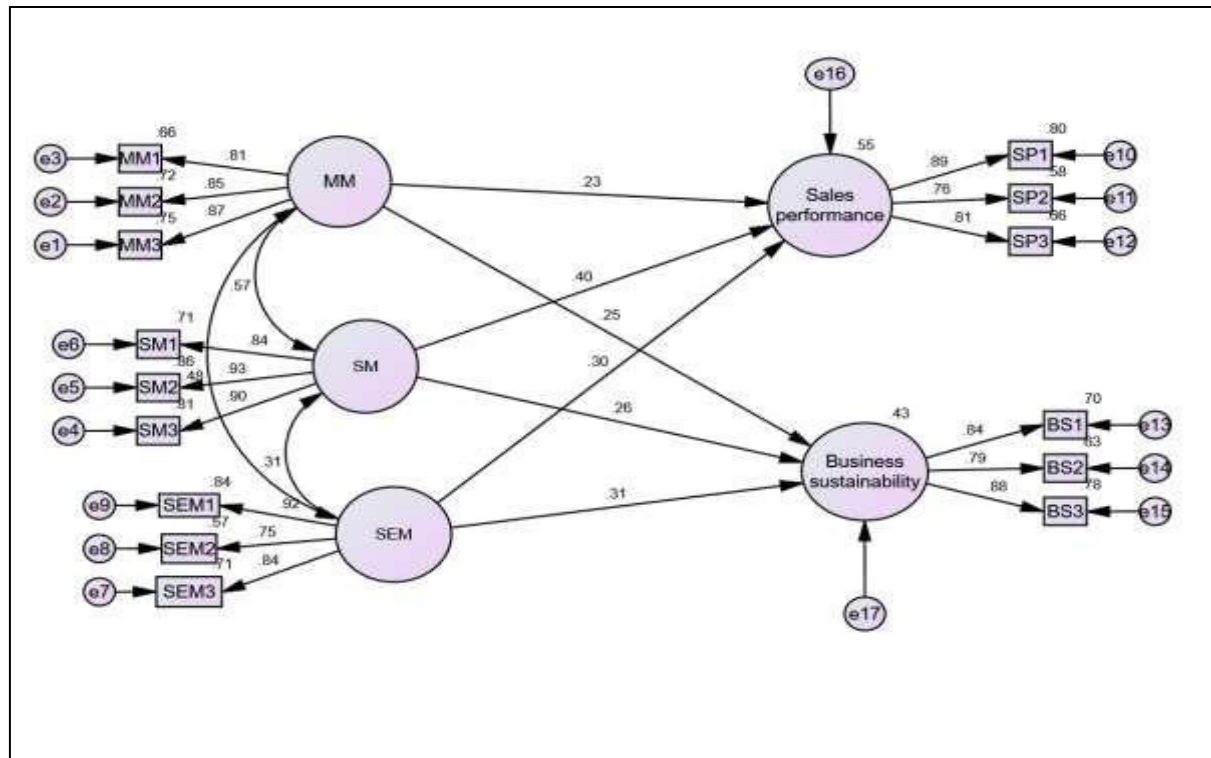 e16
.66
e3
MM1
.81
MM
.55
.80
.89
SP1
e10
.72
e2
MM2
.85
.23
Sales
performance
.76
SP2
.58
e11
.75
e1
MM3
.87
.81
SP3
.66
e12
.57
.40
.25
.71
e6
SM1
.84
SM
.30
.86
e5
SM2
.48
.93
.81
e4
SM3
.90
.26
.43
.70
.84
BS1
e13
.31
Business
sustainability
.79
BS2
.63
e14
.84
e9
SEM1
.92
.31
.88
BS3
.78
e15
.57
e8
SEM2
.75
SEM
.71
e7
SEM3
.84
e17